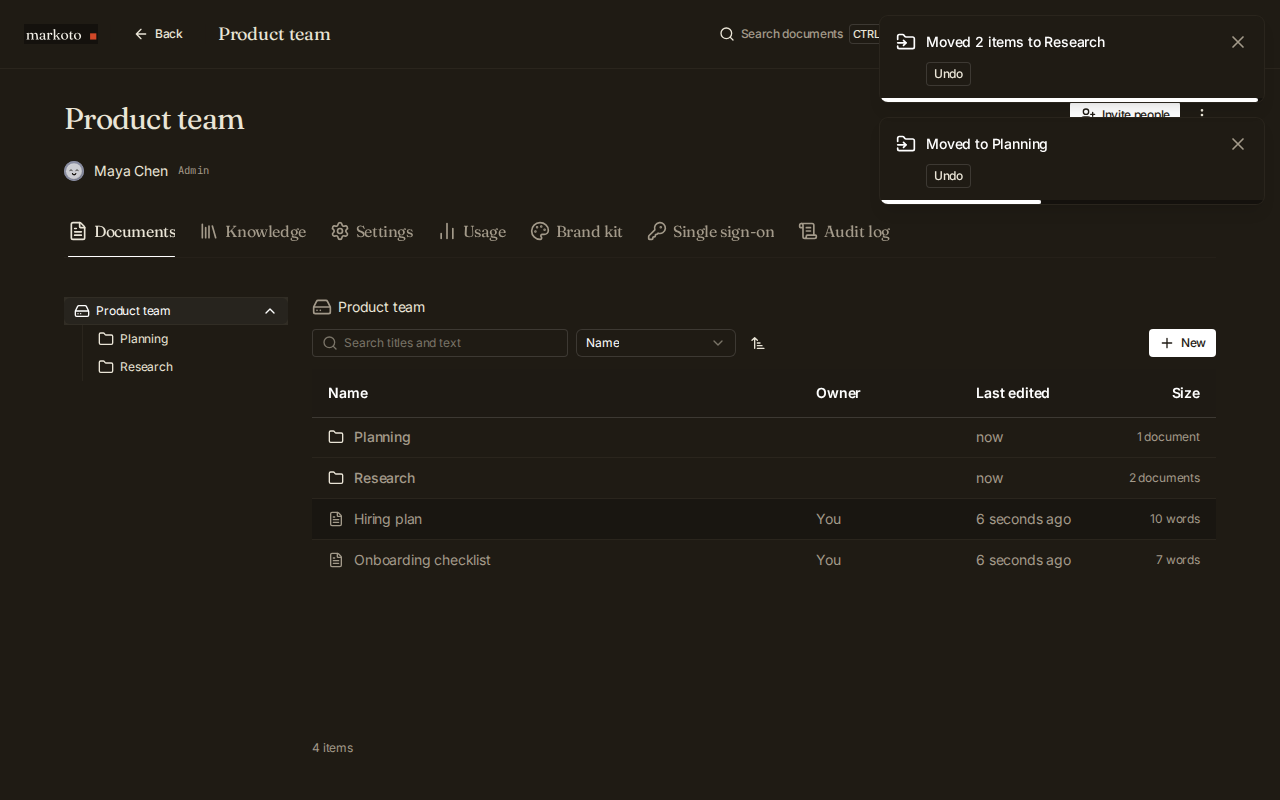 markoto
Back
Product team
Search documents
CTRL
Moved 2 items to Research
Undo
Product team
Invite people
Moved to Planning
Undo
Maya Chen
Admin
Documents
Knowledge
Settings
Usage
Brand kit
Single sign-on
Audit log
Product team
Planning
Research
Product team
Search titles and text
Name
New
Name Owner Last edited Size
Planning now 1 document
Research now 2 documents
Hiring plan You 6 seconds ago 10 words
Onboarding checklist You 6 seconds ago 7 words
4 items